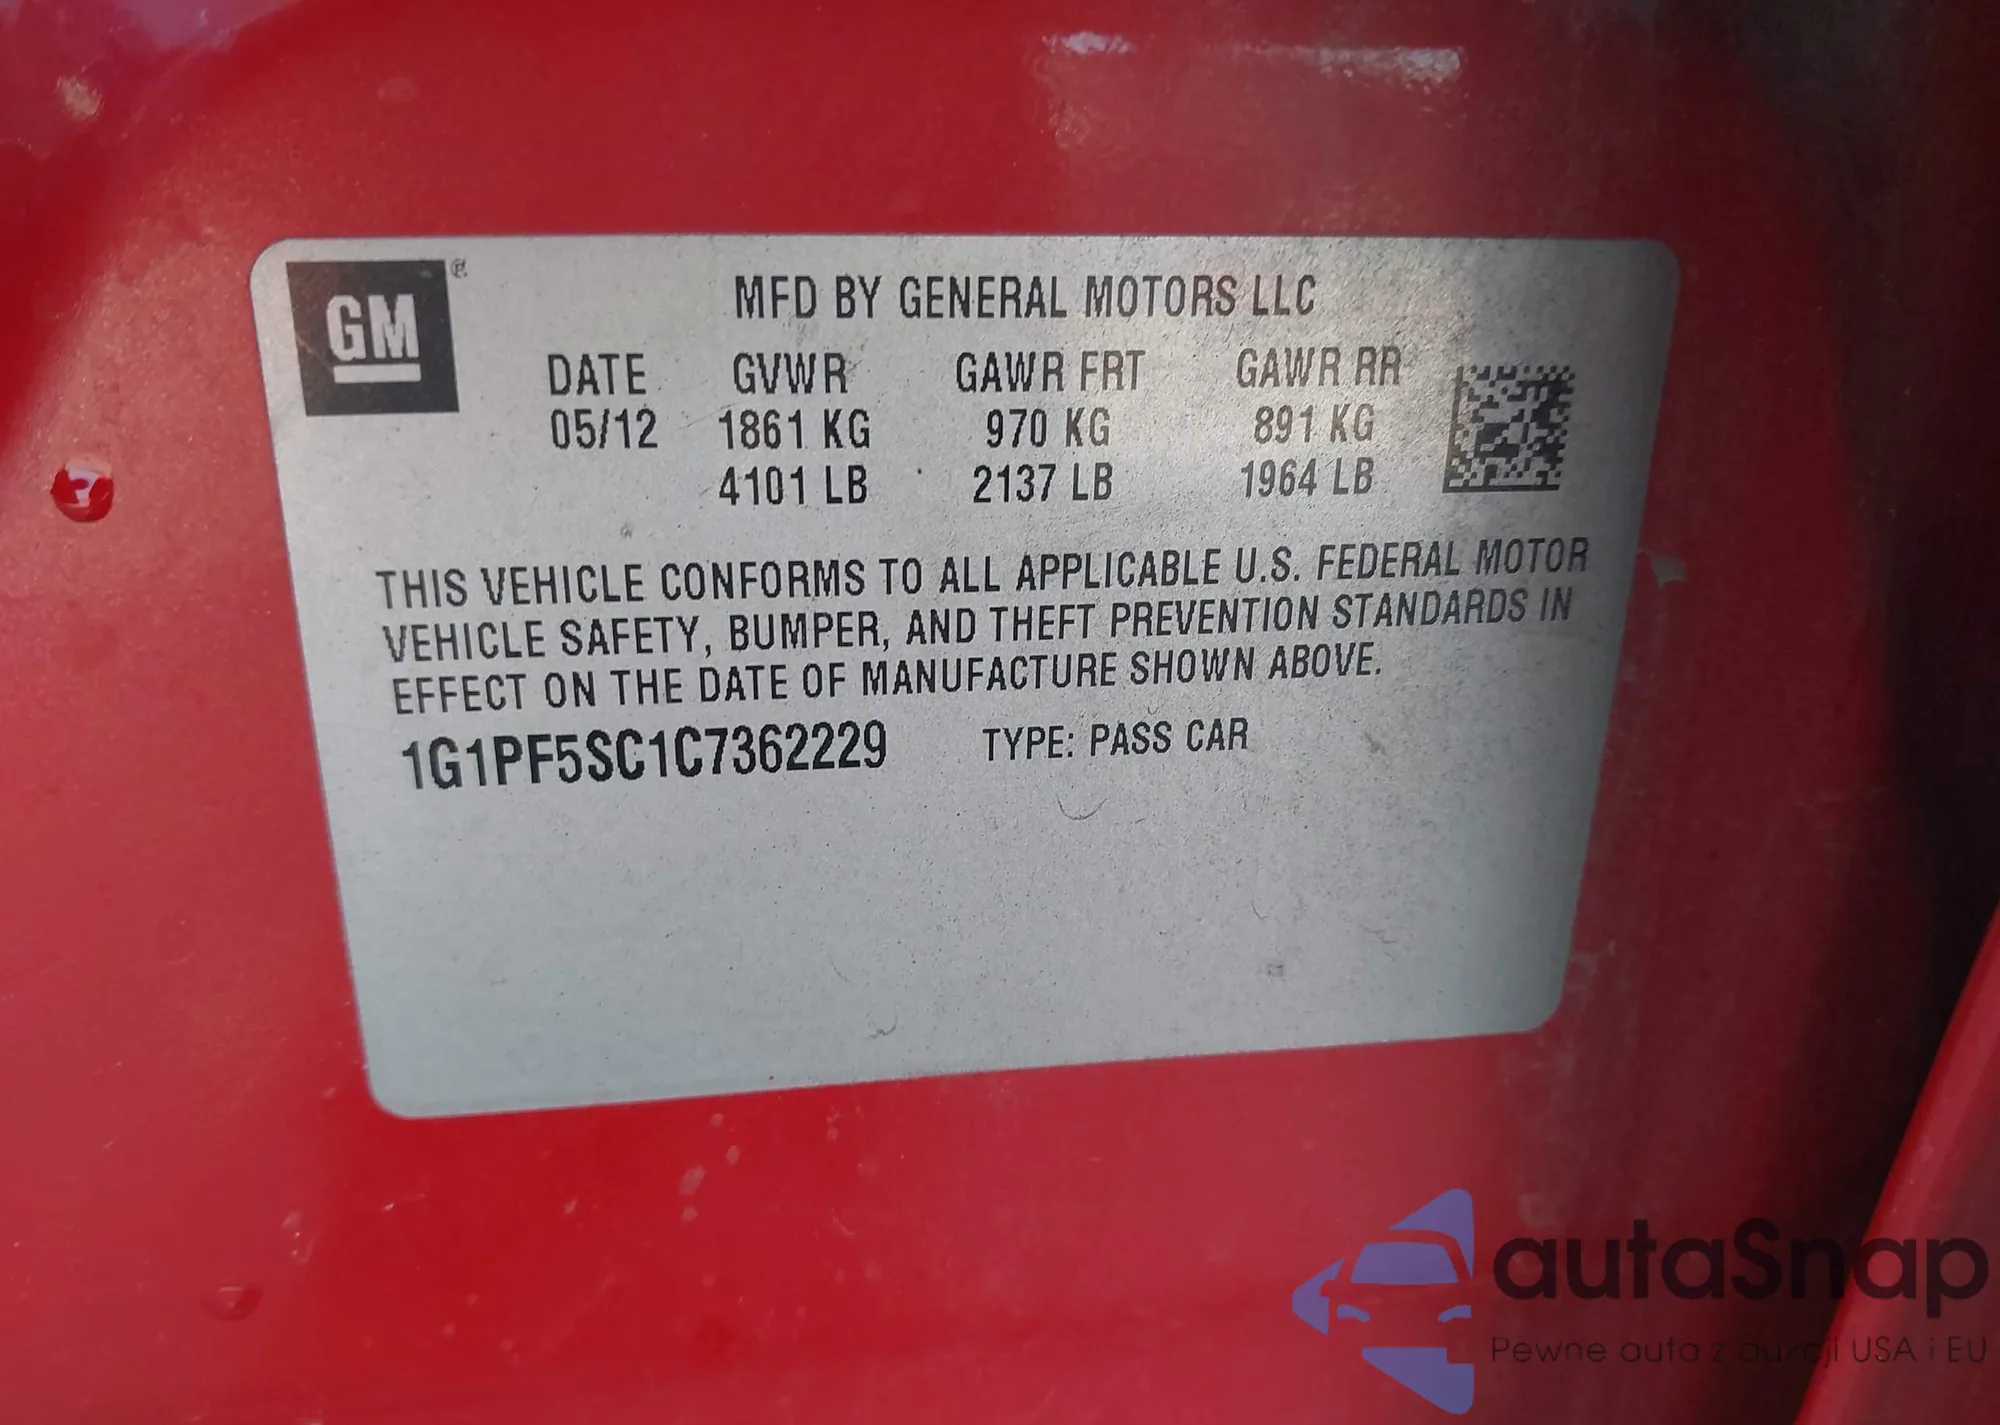 GM®
MFD BY GENERAL MOTORS LLC
DATE GVWR GAWR FRT GAWR RR
05/12 1861 KG 970 KG 891 KG
4101 LB 2137 LB 1964 LB
THIS VEHICLE CONFORMS TO ALL APPLICABLE U.S. FEDERAL MOTOR
VEHICLE SAFETY, BUMPER, AND THEFT PREVENTION STANDARDS IN
EFFECT ON THE DATE OF MANUFACTURE SHOWN ABOVE.
1G1PF5SC1C7362229 TYPE: PASS CAR
autaSnap
Pewne auta z aukcji USA i EU